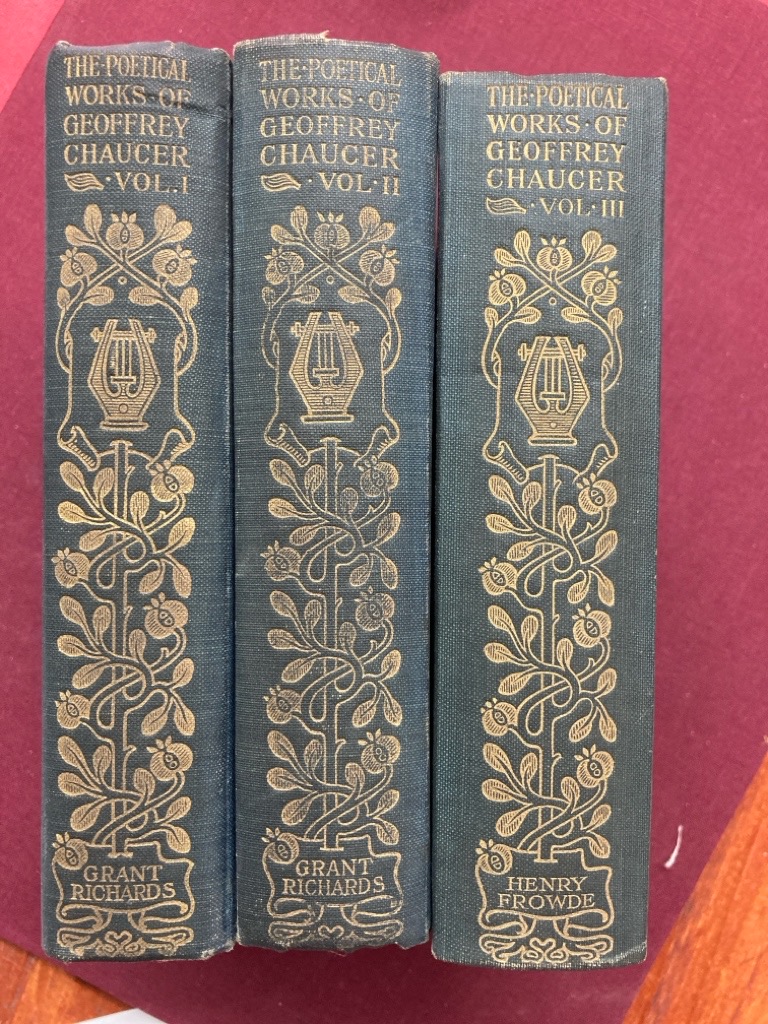 THE·POETICAL
WORKS·OF
GEOFFREY
CHAUCER
·VOL·I
GRANT
RICHARDS
THE·POETICAL
WORKS·OF
GEOFFREY
CHAUCER
·VOL·II
GRANT
RICHARDS
THE·POETICAL
WORKS·OF
GEOFFREY
CHAUCER
·VOL·III
HENRY
FROWDE